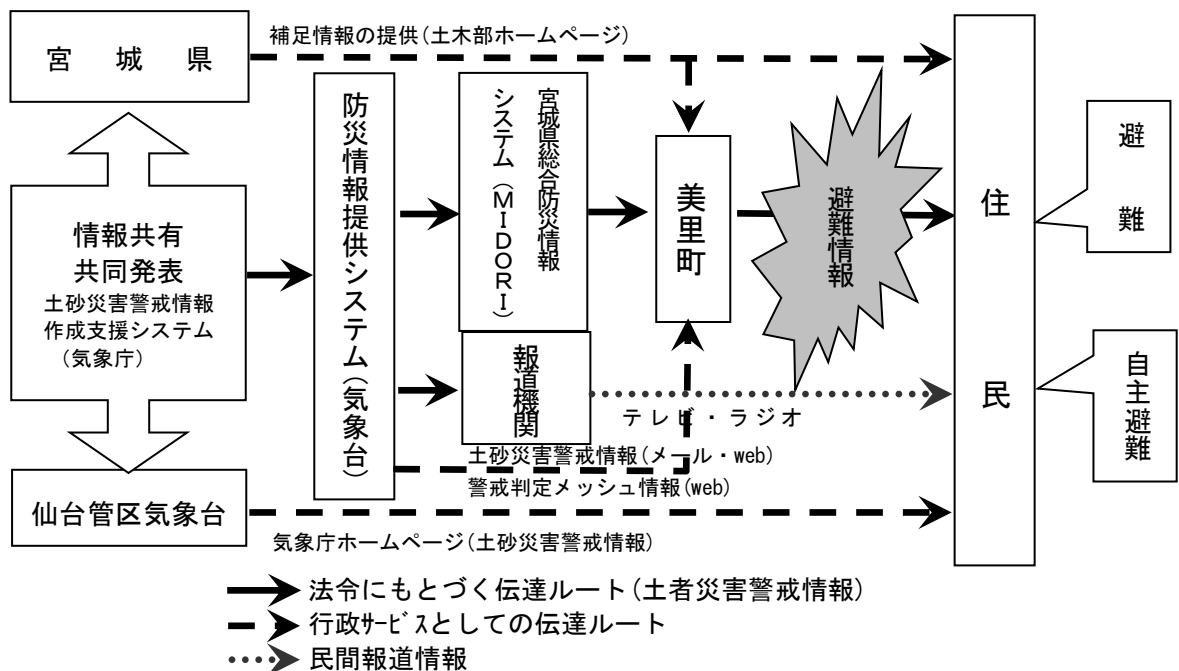 宮　城　県
補足情報の提供(土木部ホームページ)
情報共有
共同発表
土砂災害警戒情報
作成支援システム
(気象庁)
仙台管区気象台
防災情報提供システム(気象台)
宮城県総合防災情報
システム(MIDORI)
報道機関
美里町
避難情報
テレビ・ラジオ
土砂災害警戒情報(メール・web)
警戒判定メッシュ情報(web)
気象庁ホームページ(土砂災害警戒情報)
住　民
避　難
自主避難
法令にもとづく伝達ルート(土者災害警戒情報)
行政ｻｰﾋﾞｽとしての伝達ルート
民間報道情報